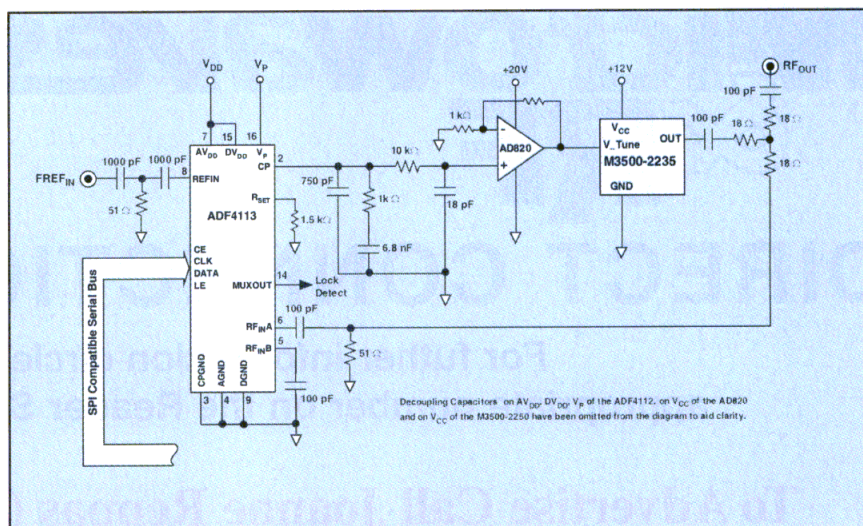 V_DD
V_P
+20V
+12V
RF_OUT
100 pF
1 kΩ
100 pF
18 Ω
18 Ω
18 Ω
7 15 16
AV_DD DV_DD V_P
CP 2
1000 pF 1000 pF
FREF_IN
8 REFIN
51 Ω
ADF4113
R_SET
1.5 kΩ
750 pF
1kΩ
6.8 nF
10 kΩ
18 pF
-
+
AD820
V_CC
V_Tune OUT
M3500-2235
GND
CE
CLK
DATA
LE
MUXOUT 14
Lock
Detect
RF_IN A 6
100 pF
RF_IN B 5
51 Ω
100 pF
CPGND AGND DGND
3 4 9
SPI Compatible Serial Bus
Decoupling Capacitors on AV_DD, DV_DD, V_P of the ADF4112, on V_CC of the AD820
and on V_CC of the M3500-2250 have been omitted from the diagram to aid clarity.